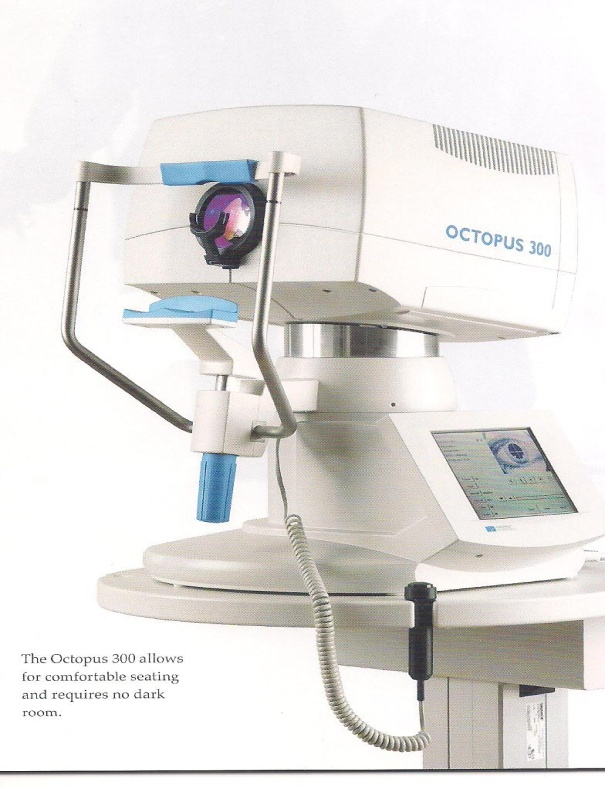 OCTOPUS 300
The Octopus 300 allows
for comfortable seating
and requires no dark
room.